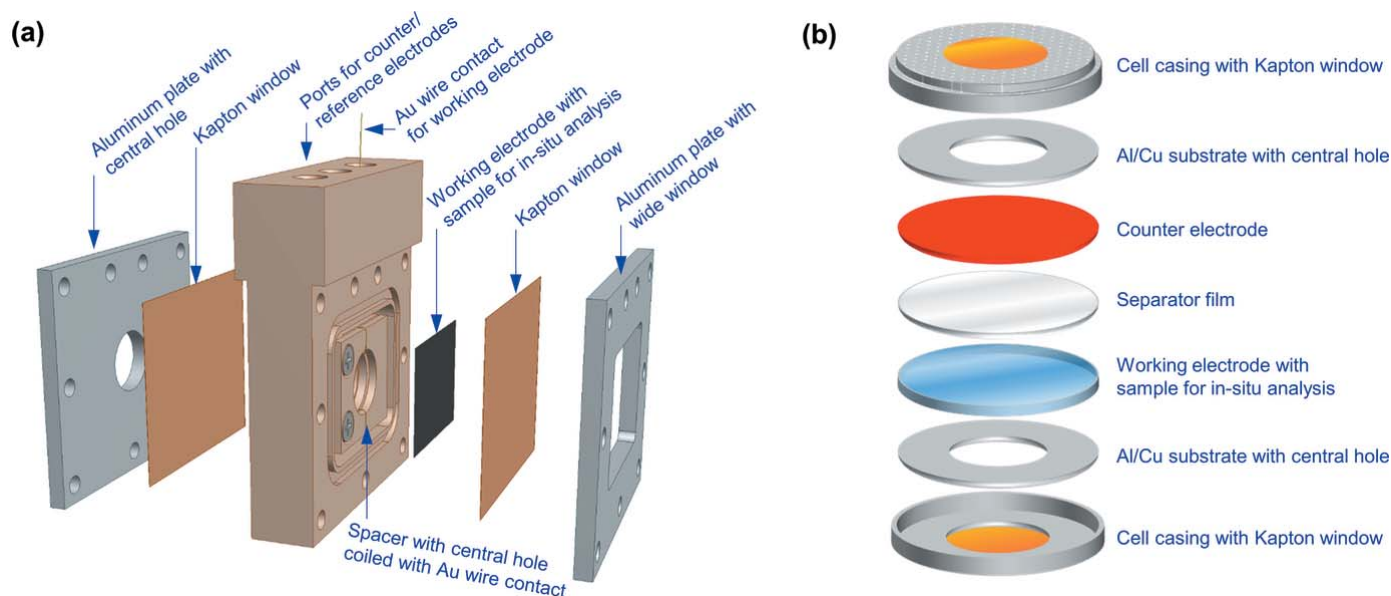 (a)
Aluminum plate with
central hole
Kapton window
Ports for counter/
reference electrodes
Au wire contact
for working electrode
Working electrode with
sample for in-situ analysis
Kapton window
Aluminum plate with
wide window
Spacer with central hole
coiled with Au wire contact
(b)
Cell casing with Kapton window
Al/Cu substrate with central hole
Counter electrode
Separator film
Working electrode with
sample for in-situ analysis
Al/Cu substrate with central hole
Cell casing with Kapton window